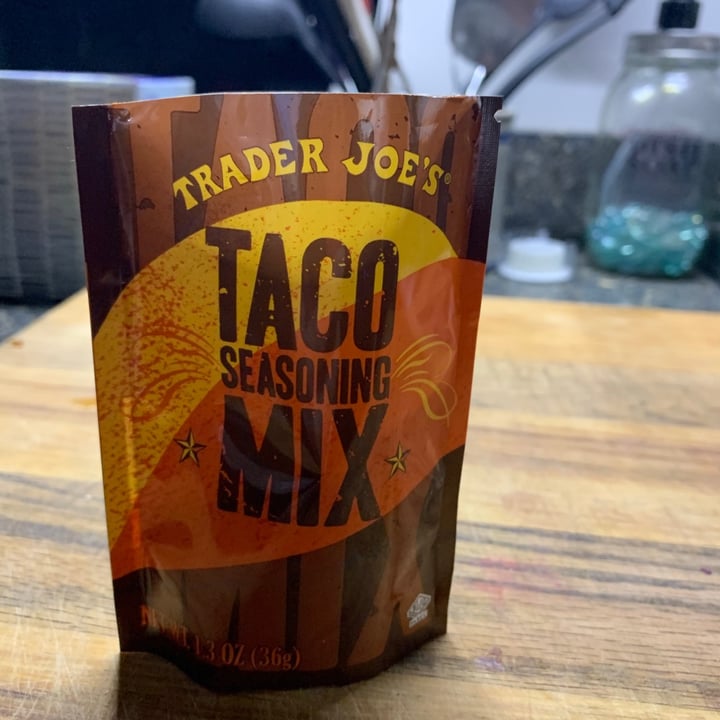 TRADER JOE'S®
TACO
SEASONING
MIX
NET WT. 1.3 OZ (36g)